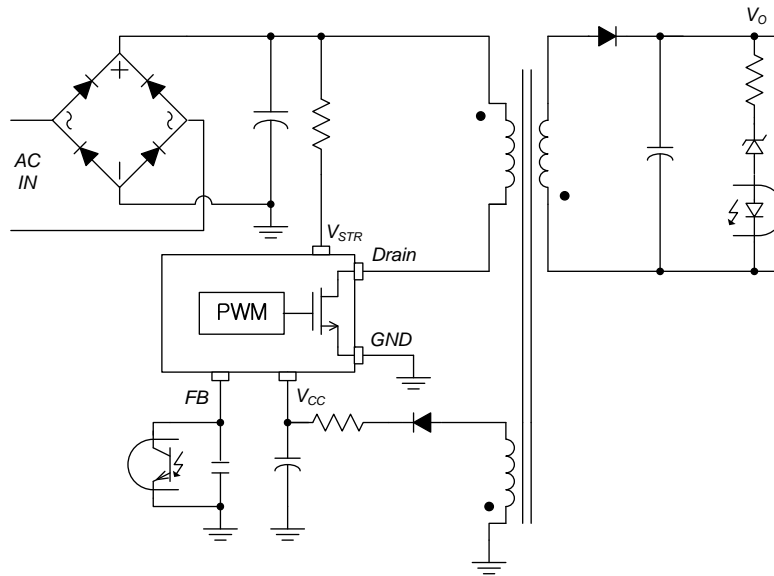 V_O
AC
IN
V_STR
Drain
PWM
GND
FB
V_CC